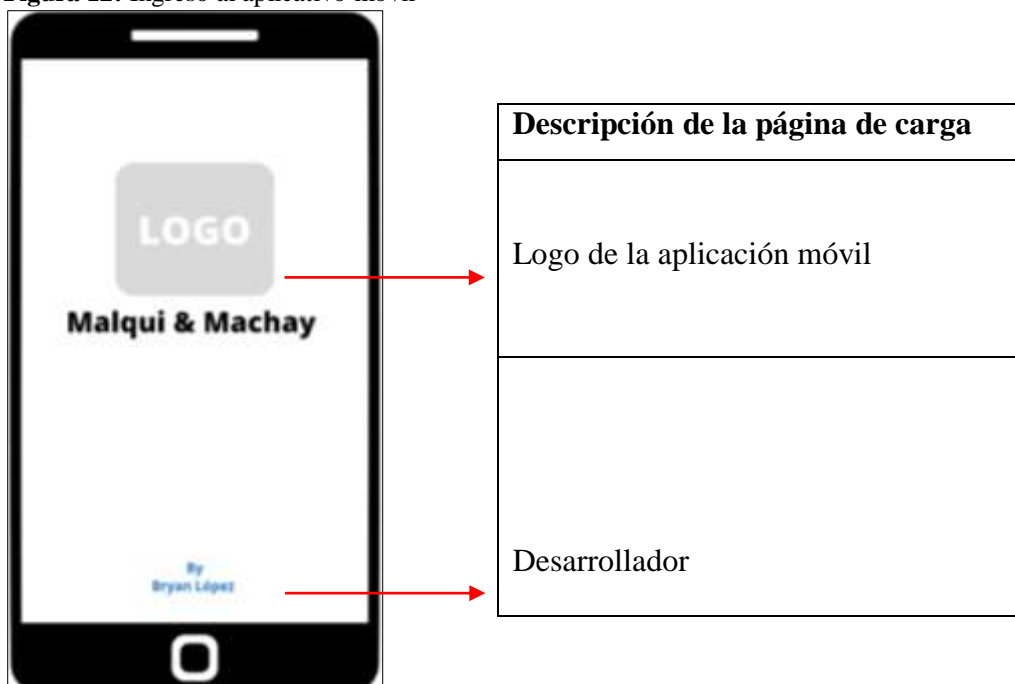 Figura 12. Ingreso al aplicativo móvil
LOGO
Malqui & Machay
By
Bryan López
Descripción de la página de carga
Logo de la aplicación móvil
Desarrollador